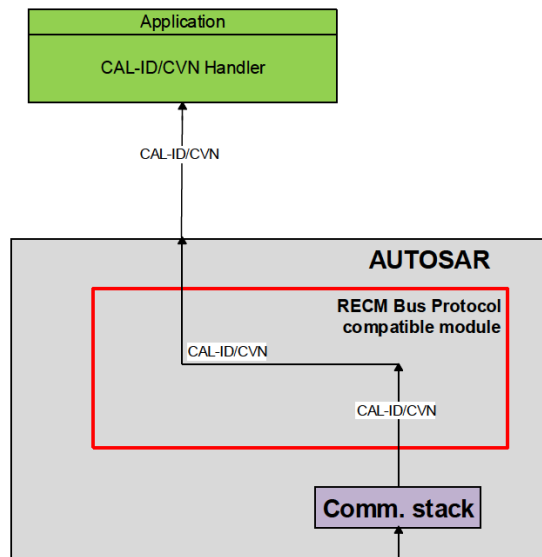 Application
CAL-ID/CVN Handler
CAL-ID/CVN
AUTOSAR
RECM Bus Protocol
compatible module
CAL-ID/CVN
CAL-ID/CVN
Comm. stack